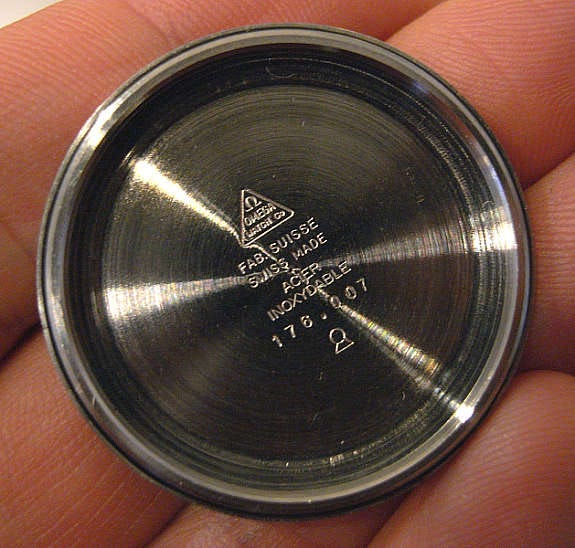 Ω
OMEGA
WATCH Co
FAB. SUISSE
SWISS MADE
ACIER
INOXYDABLE
176.007